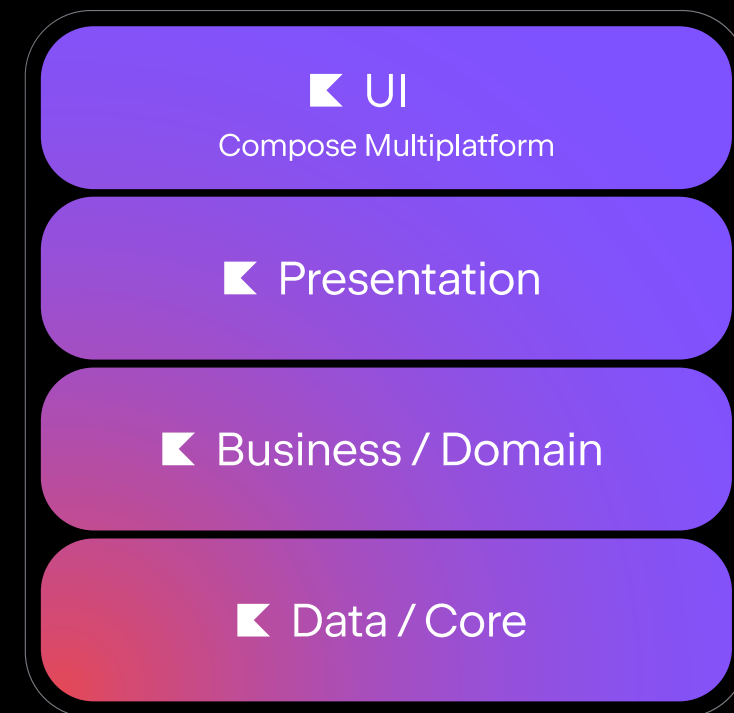 UI
Compose Multiplatform
Presentation
Business / Domain
Data / Core